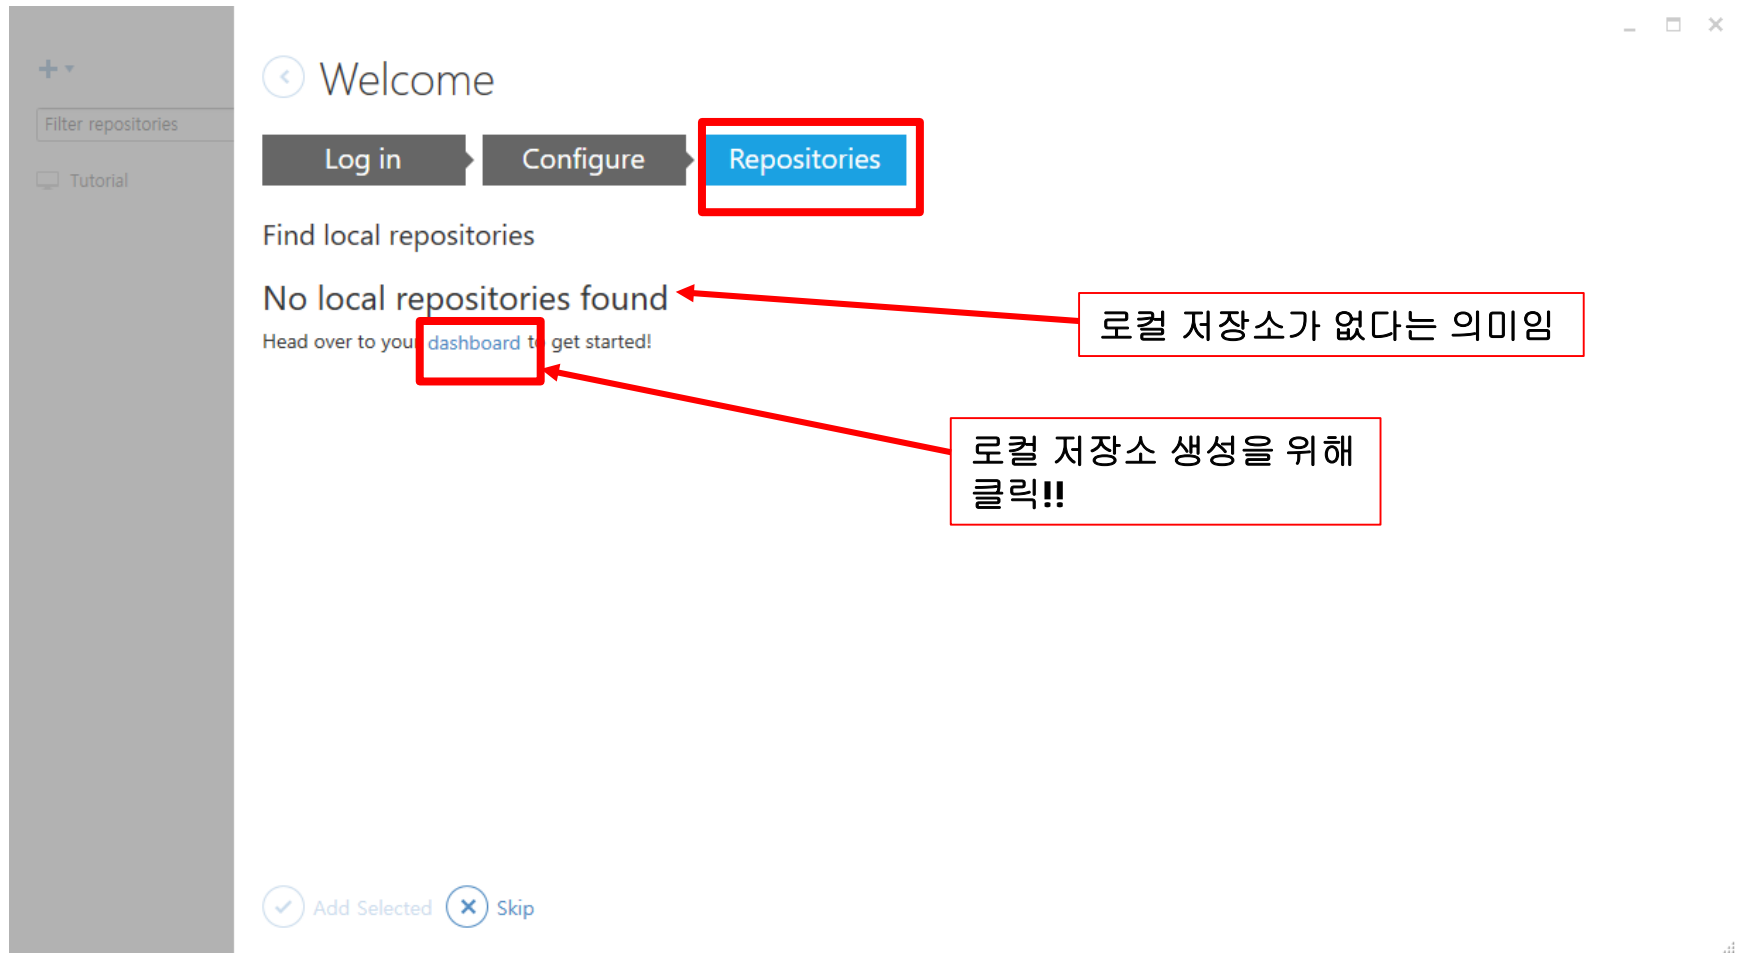 Welcome
Filter repositories
Tutorial
Log in
Configure
Repositories
Find local repositories
No local repositories found
Head over to your dashboard to get started!
로컬 저장소가 없다는 의미임
로컬 저장소 생성을 위해
클릭!!
Add Selected
Skip